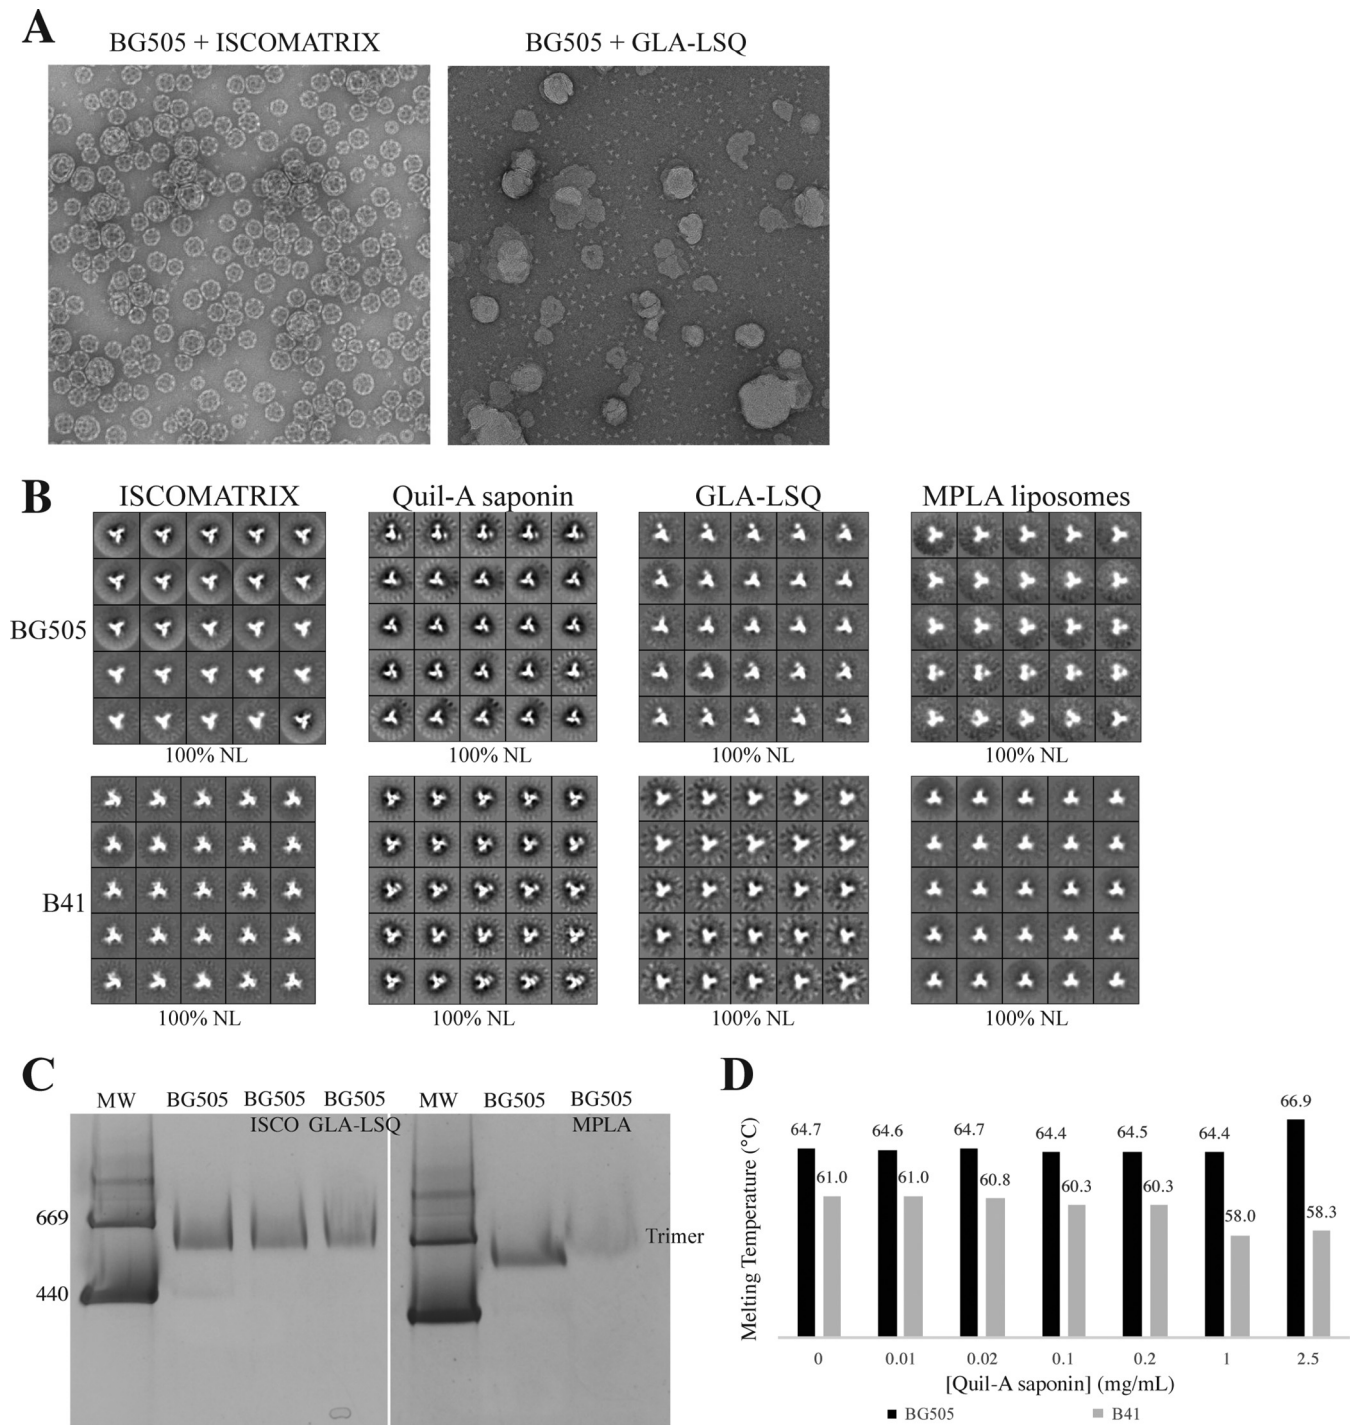 A
BG505 + ISCOMATRIX
BG505 + GLA-LSQ
B
ISCOMATRIX
Quil-A saponin
GLA-LSQ
MPLA liposomes
BG505
100% NL
100% NL
100% NL
100% NL
B41
100% NL
100% NL
100% NL
100% NL
C
MW
BG505
BG505
ISCO
BG505
GLA-LSQ
MW
BG505
BG505
MPLA
669
440
Trimer
D
Melting Temperature (°C)
64.7
61.0
64.6
61.0
64.7
60.8
64.4
60.3
64.5
60.3
64.4
58.0
66.9
58.3
0
0.01
0.02
0.1
0.2
1
2.5
[Quil-A saponin] (mg/mL)
BG505
B41